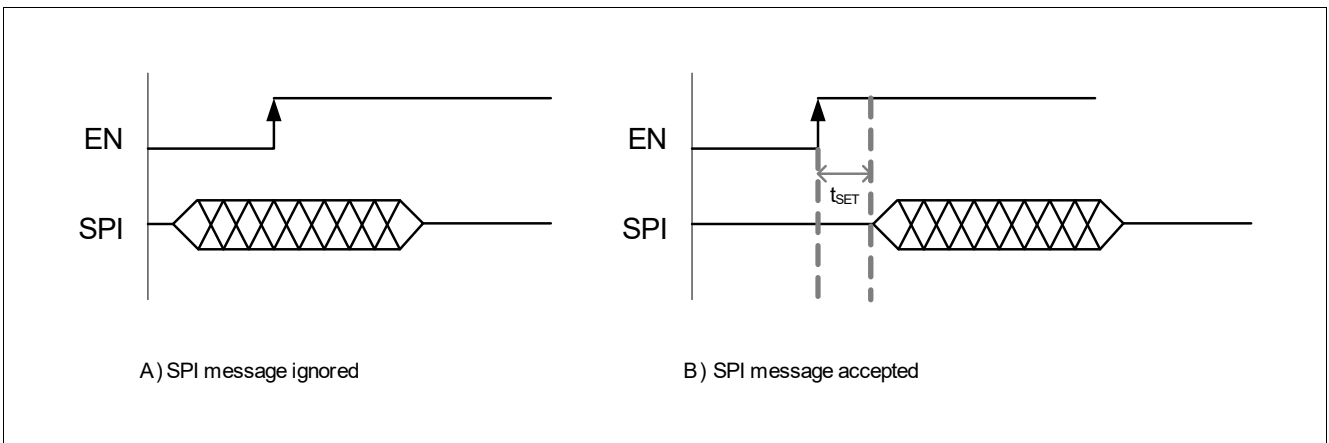 EN
SPI
A) SPI message ignored
EN
tSET
SPI
B) SPI message accepted